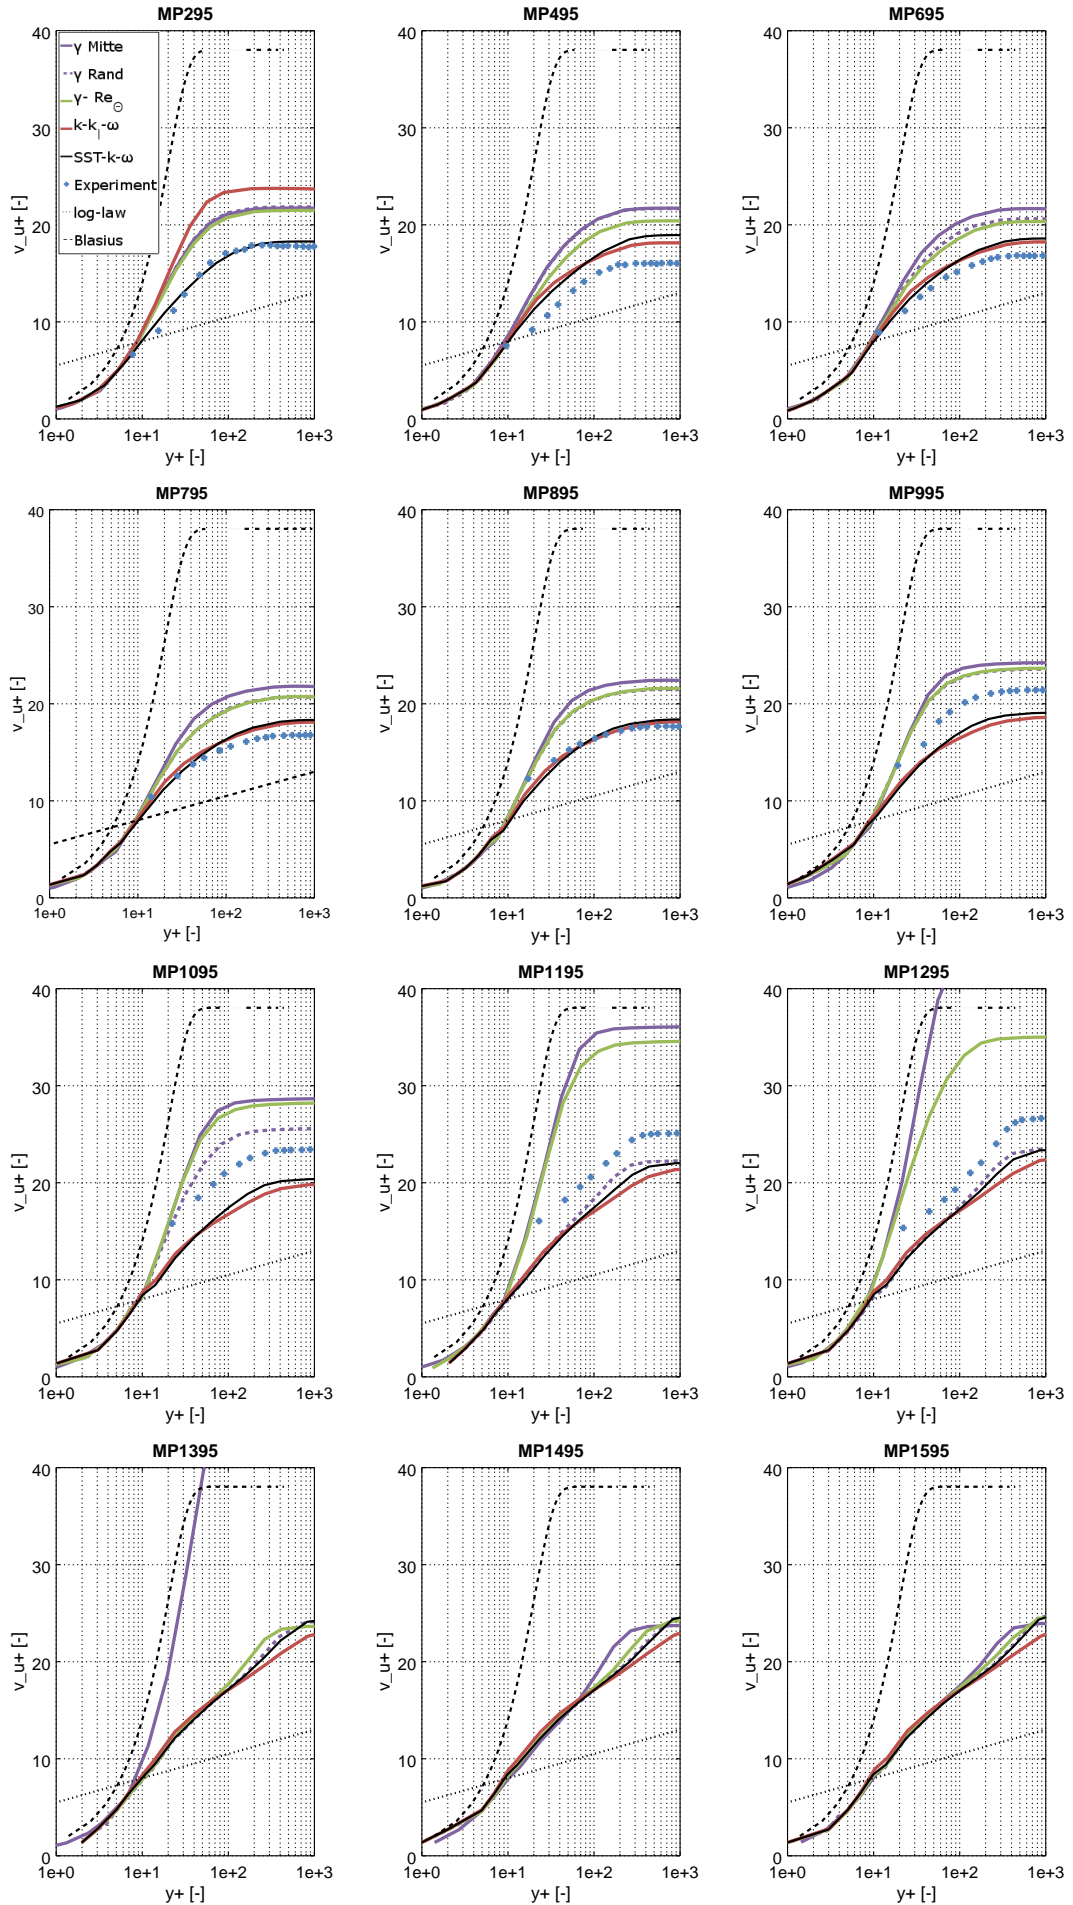 MP295
40
30
20
10
0
v_u+ [-]
γ Mitte
γ Rand
γ- Re_Θ
k-k_l-ω
SST-k-ω
Experiment
log-law
Blasius
1e+0 1e+1 1e+2 1e+3
y+ [-]
MP495
40
30
20
10
0
v_u+ [-]
1e+0 1e+1 1e+2 1e+3
y+ [-]
MP695
40
30
20
10
0
v_u+ [-]
1e+0 1e+1 1e+2 1e+3
y+ [-]
MP795
40
30
20
10
0
v_u+ [-]
1e+0 1e+1 1e+2 1e+3
y+ [-]
MP895
40
30
20
10
0
v_u+ [-]
1e+0 1e+1 1e+2 1e+3
y+ [-]
MP995
40
30
20
10
0
v_u+ [-]
1e+0 1e+1 1e+2 1e+3
y+ [-]
MP1095
40
30
20
10
0
v_u+ [-]
1e+0 1e+1 1e+2 1e+3
y+ [-]
MP1195
40
30
20
10
0
v_u+ [-]
1e+0 1e+1 1e+2 1e+3
y+ [-]
MP1295
40
30
20
10
0
v_u+ [-]
1e+0 1e+1 1e+2 1e+3
y+ [-]
MP1395
40
30
20
10
0
v_u+ [-]
1e+0 1e+1 1e+2 1e+3
y+ [-]
MP1495
40
30
20
10
0
v_u+ [-]
1e+0 1e+1 1e+2 1e+3
y+ [-]
MP1595
40
30
20
10
0
v_u+ [-]
1e+0 1e+1 1e+2 1e+3
y+ [-]